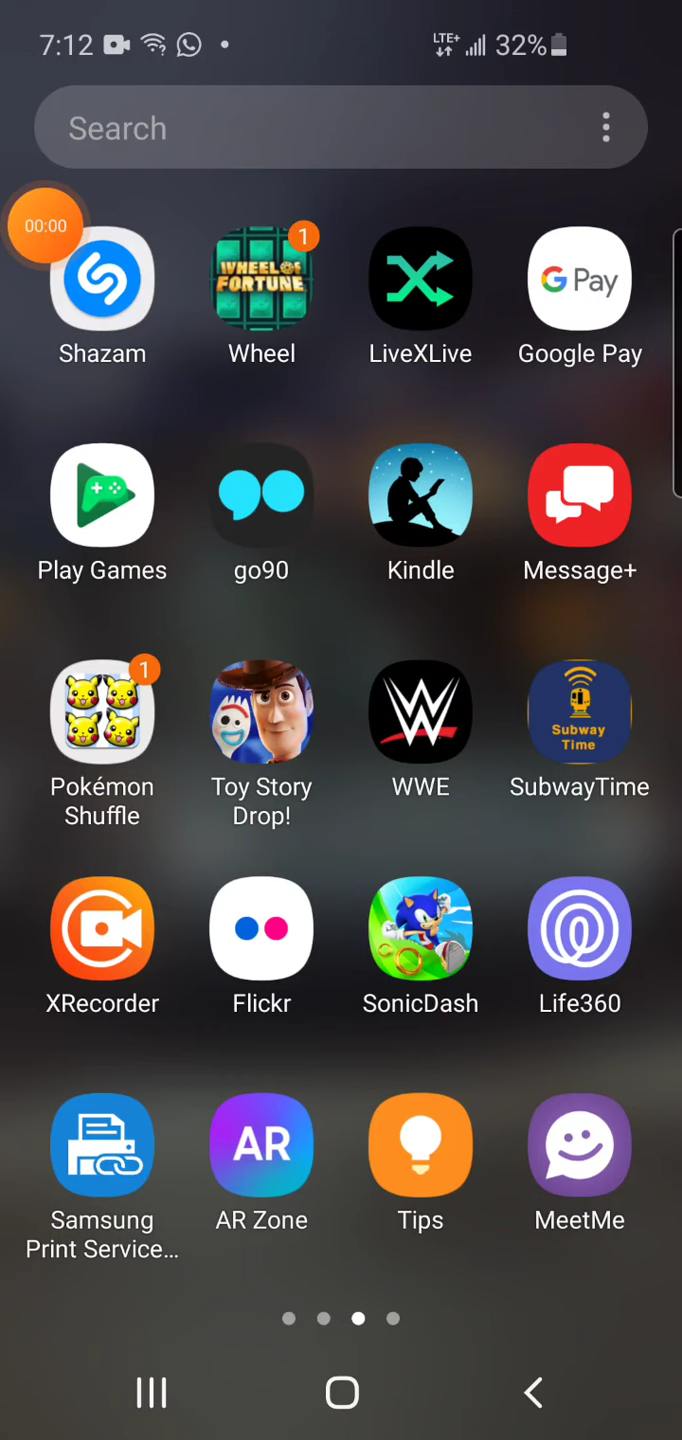 7:12 LTE+ 32%
Search
00:00
1
WHEEL OF
FORTUNE
G Pay
Shazam Wheel LiveXLive Google Pay
Play Games go90 Kindle Message+
1
Subway
Time
Pokémon
Shuffle
Toy Story
Drop!
WWE
SubwayTime
XRecorder Flickr SonicDash Life360
AR
Samsung
Print Service...
AR Zone
Tips
MeetMe